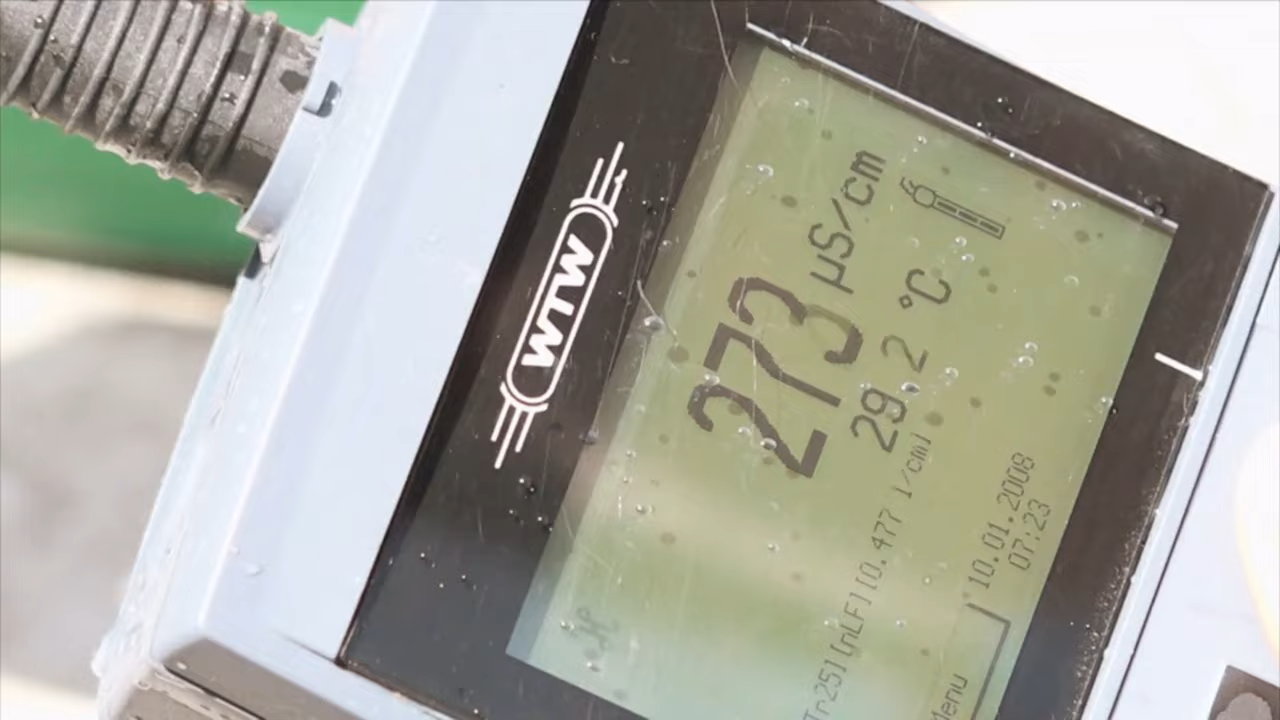 WTW
ϰ
273 µS/cm
29.2 °C
Tr25][nLF][0.477 1/cm]
10.01.2008
07:23
Menu